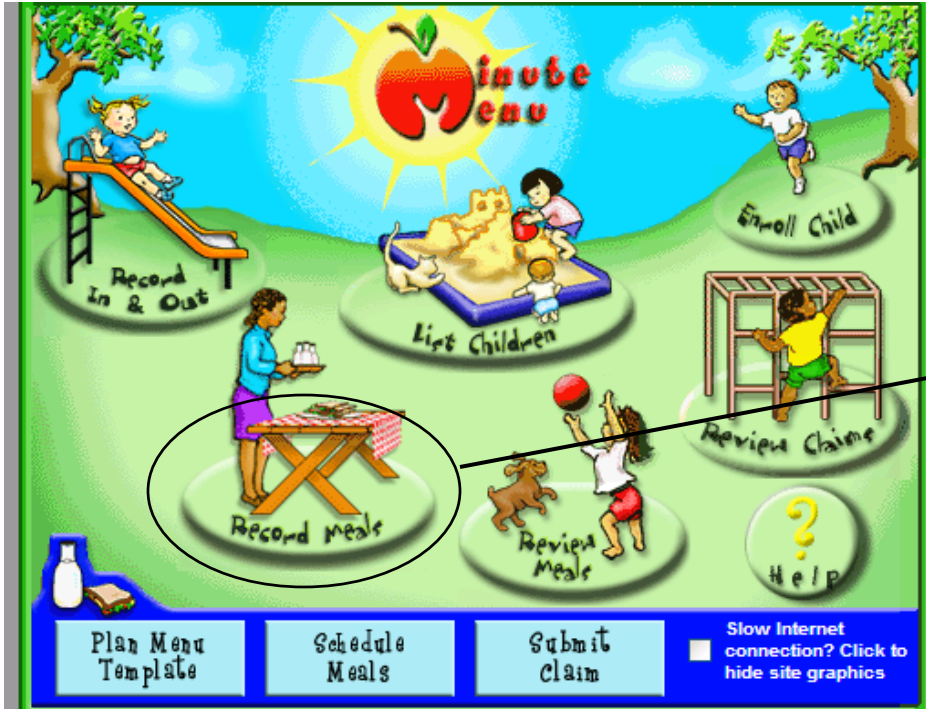 Minute
Menu
Enroll Child
Record
In & Out
List Children
Review Claims
Record Meals
Review
Meals
Help
Plan Menu
Template
Schedule
Meals
Submit
Claim
Slow Internet
connection? Click to
hide site graphics